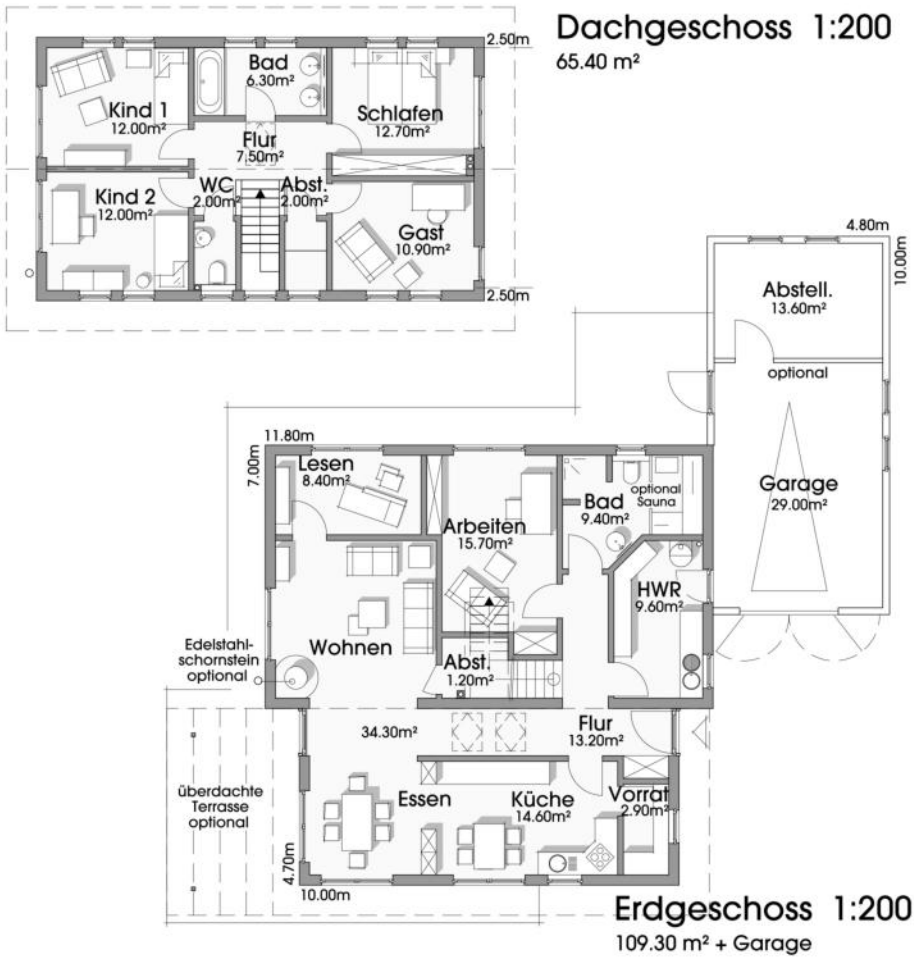 Dachgeschoss 1:200
65.40 m²
2.50m
Bad
6.30m²
Kind 1
12.00m²
Schlafen
12.70m²
Flur
7.50m²
Kind 2
12.00m²
WC
2.00m²
Abst.
2.00m²
Gast
10.90m²
2.50m
4.80m
10.00m
Abstell.
13.60m²
optional
Garage
29.00m²
11.80m
7.00m
Lesen
8.40m²
Arbeiten
15.70m²
Bad
9.40m²
optional
Sauna
HWR
9.60m²
Wohnen
Abst.
1.20m²
Edelstahl-
schornstein
optional
34.30m²
Flur
13.20m²
überdachte
Terrasse
optional
Essen
Küche
14.60m²
Vorrat
2.90m²
4.70m
10.00m
Erdgeschoss 1:200
109.30 m² + Garage